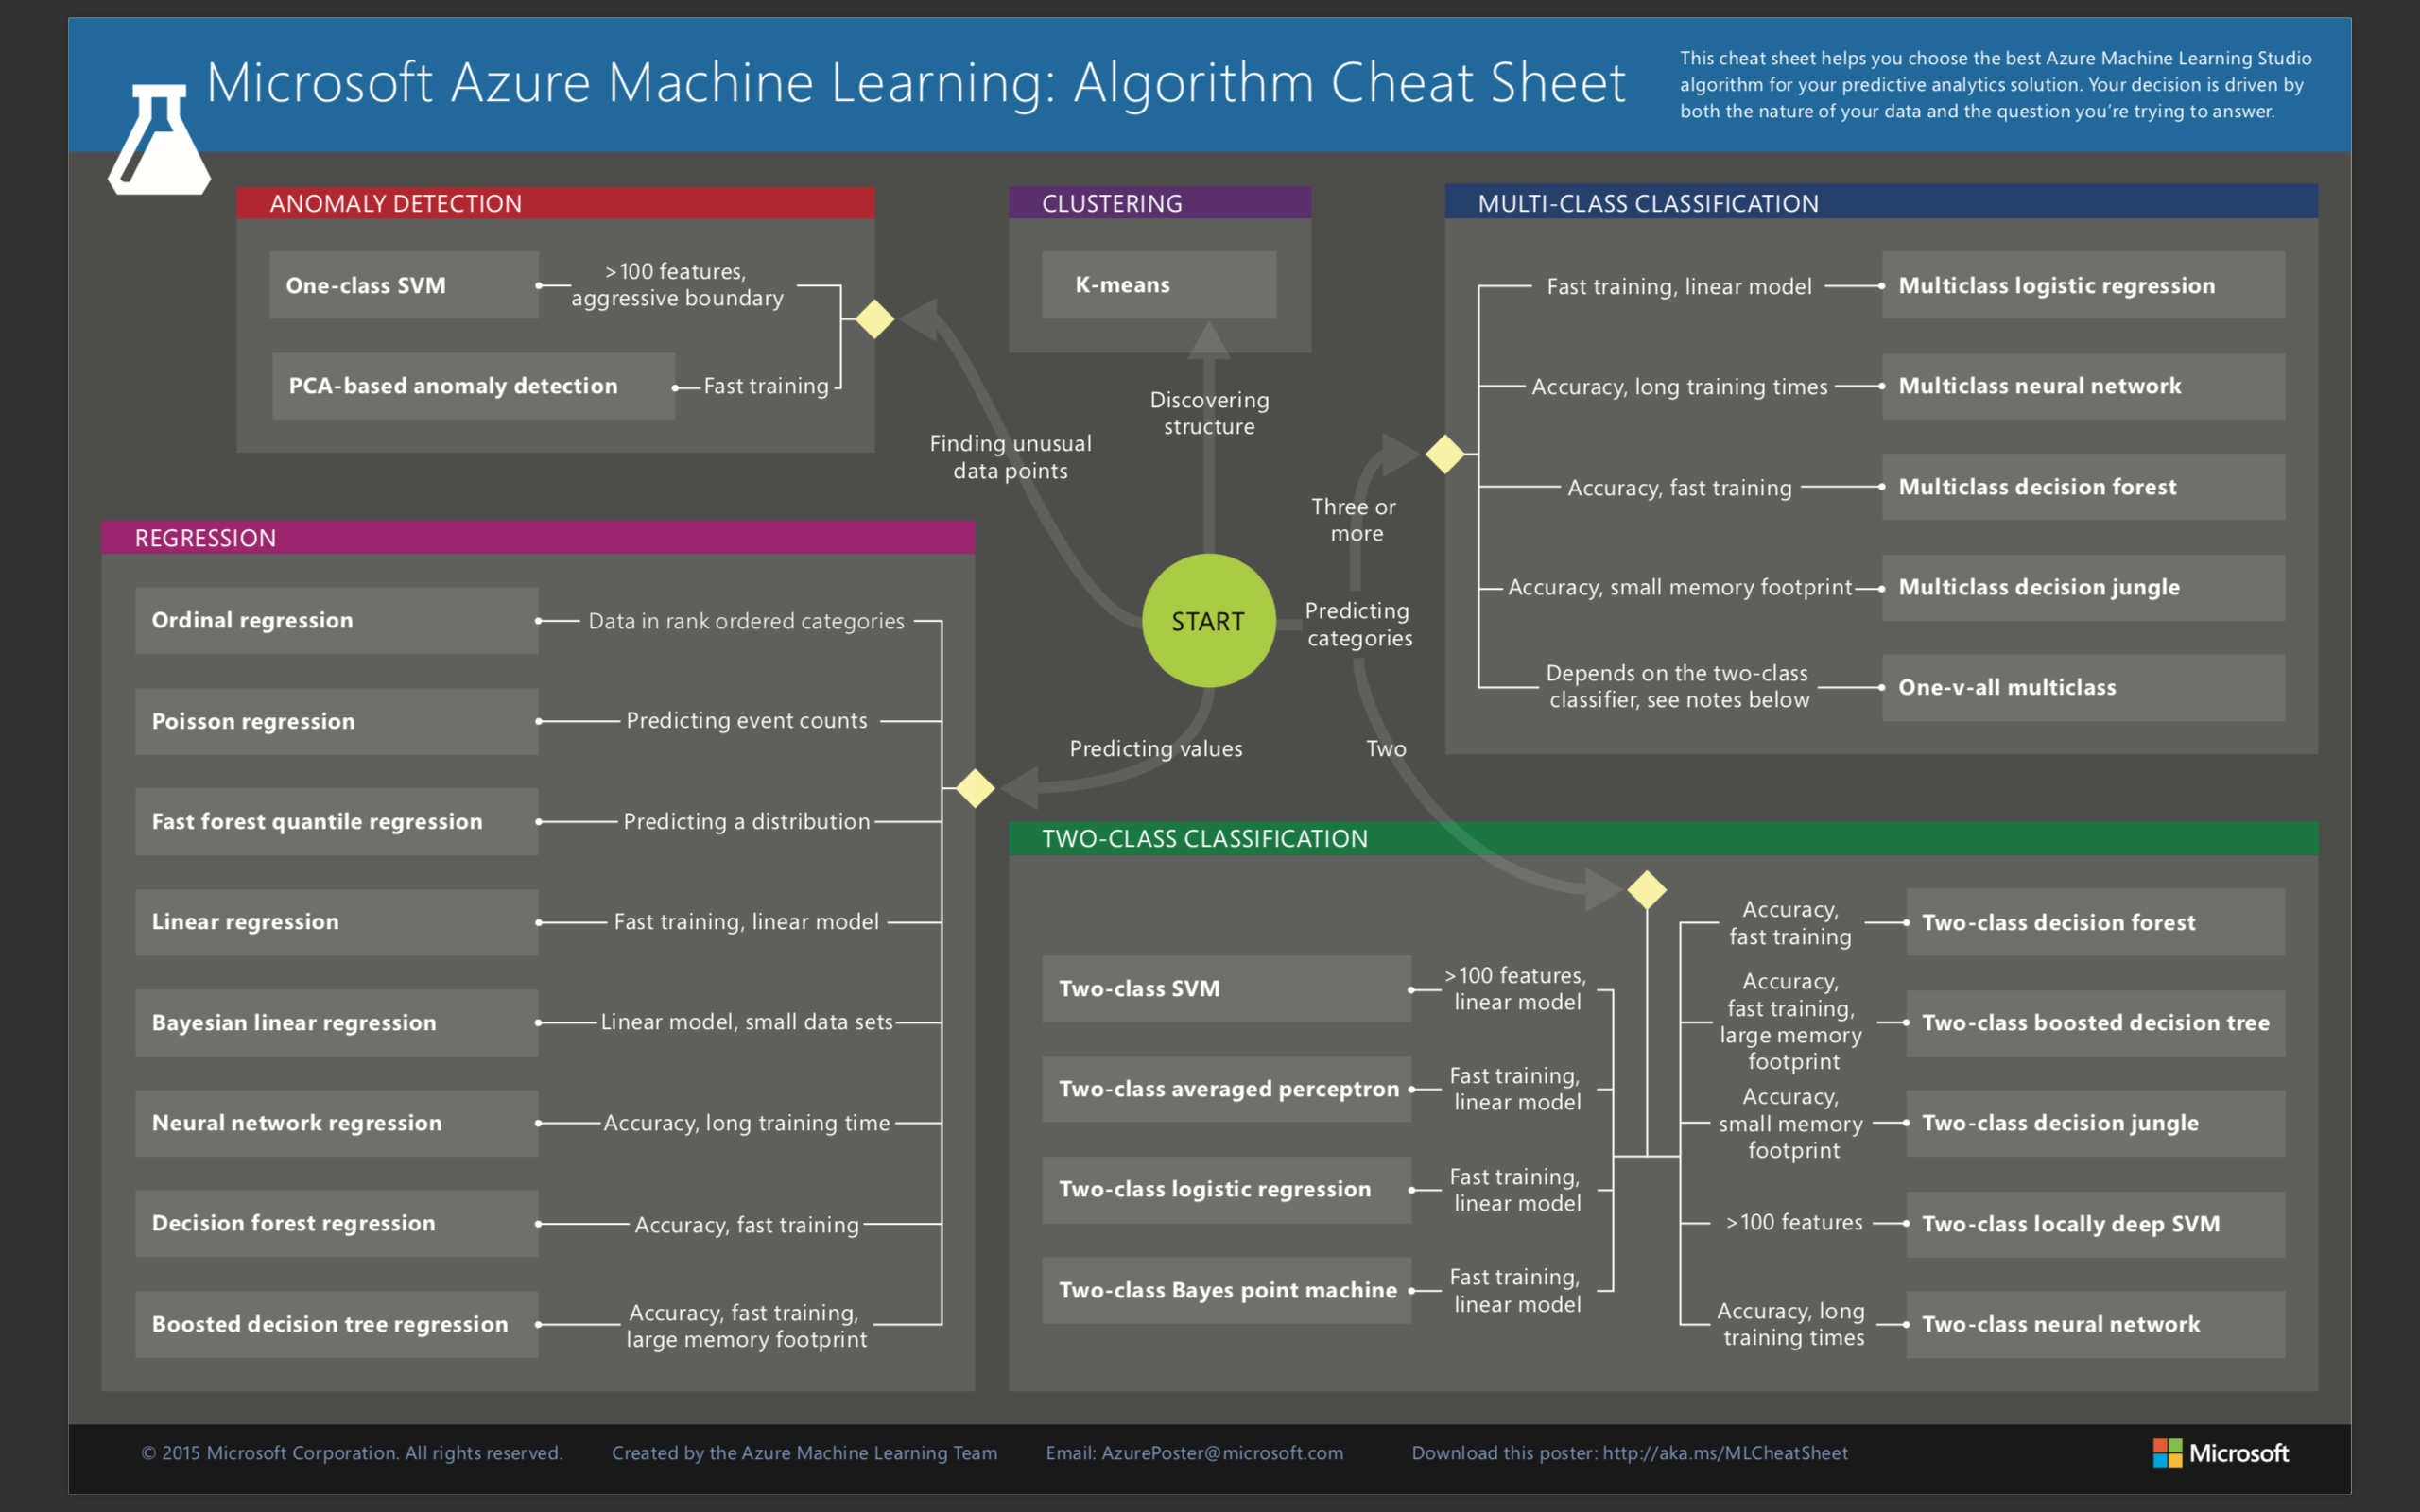 Microsoft Azure Machine Learning: Algorithm Cheat Sheet
This cheat sheet helps you choose the best Azure Machine Learning Studio
algorithm for your predictive analytics solution. Your decision is driven by
both the nature of your data and the question you're trying to answer.
ANOMALY DETECTION
One-class SVM
>100 features,
aggressive boundary
PCA-based anomaly detection
Fast training
CLUSTERING
K-means
Discovering
structure
Finding unusual
data points
START
Predicting
categories
Three or
more
Two
Predicting values
MULTI-CLASS CLASSIFICATION
Fast training, linear model
Multiclass logistic regression
Accuracy, long training times
Multiclass neural network
Accuracy, fast training
Multiclass decision forest
Accuracy, small memory footprint
Multiclass decision jungle
Depends on the two-class
classifier, see notes below
One-v-all multiclass
REGRESSION
Ordinal regression
Data in rank ordered categories
Poisson regression
Predicting event counts
Fast forest quantile regression
Predicting a distribution
Linear regression
Fast training, linear model
Bayesian linear regression
Linear model, small data sets
Neural network regression
Accuracy, long training time
Decision forest regression
Accuracy, fast training
Boosted decision tree regression
Accuracy, fast training,
large memory footprint
TWO-CLASS CLASSIFICATION
Two-class SVM
>100 features,
linear model
Two-class averaged perceptron
Fast training,
linear model
Two-class logistic regression
Fast training,
linear model
Two-class Bayes point machine
Fast training,
linear model
Accuracy,
fast training
Two-class decision forest
Accuracy,
fast training,
large memory
footprint
Two-class boosted decision tree
Accuracy,
small memory
footprint
Two-class decision jungle
>100 features
Two-class locally deep SVM
Accuracy, long
training times
Two-class neural network
© 2015 Microsoft Corporation. All rights reserved.
Created by the Azure Machine Learning Team
Email: AzurePoster@microsoft.com
Download this poster: http://aka.ms/MLCheatSheet
Microsoft